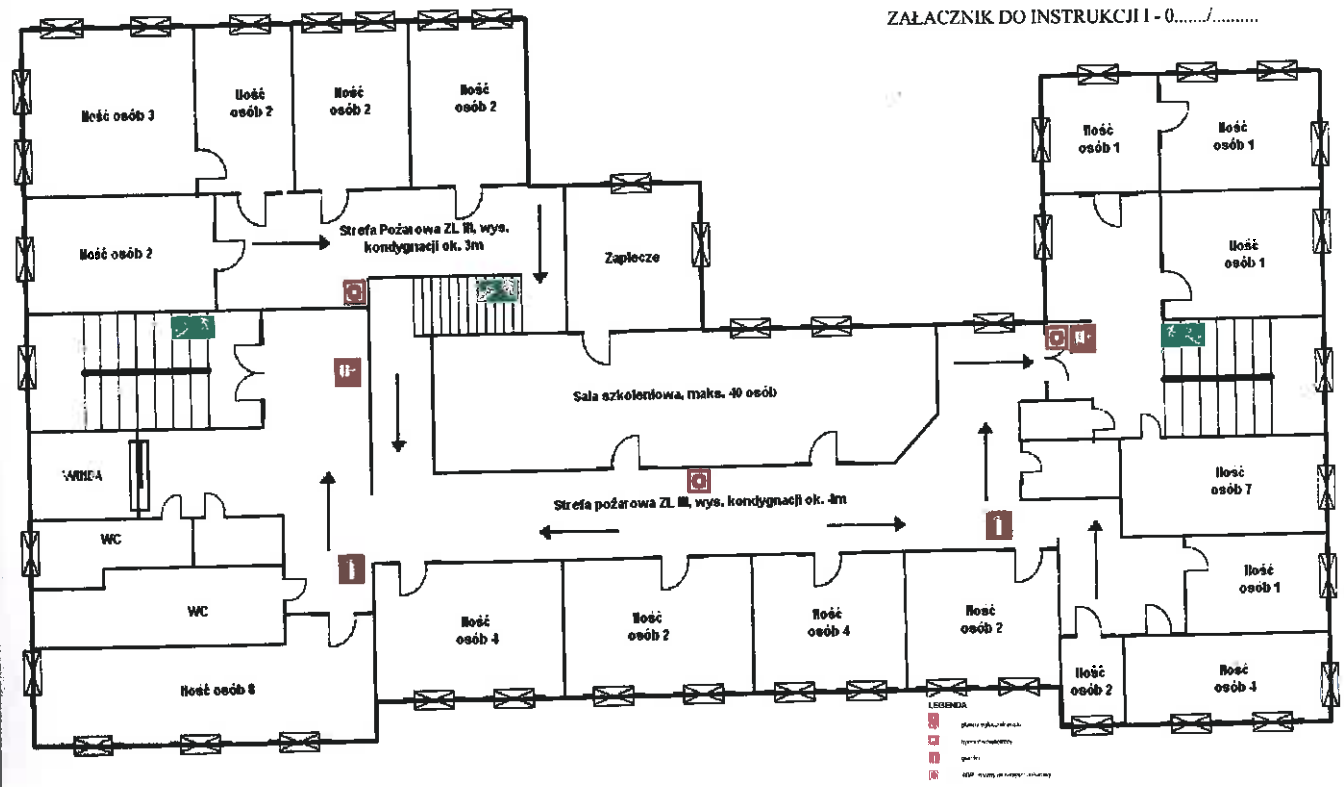 ZAŁACZNIK DO INSTRUKCJI I - 0......./..........
Ilość osób 3
Ilość
osób 2
Ilość
osób 2
Ilość
osób 2
Ilość
osób 1
Ilość
osób 1
Ilość osób 2
Strefa Pożarowa ZL III, wys.
kondygnacji ok. 3m
Zaplecze
Ilość
osób 1
Sala szkoleniowa, maks. 40 osób
WINDA
Strefa pożarowa ZL III, wys. kondygnacji ok. 4m
Ilość
osób 7
WC
WC
Ilość
osób 4
Ilość
osób 2
Ilość
osób 4
Ilość
osób 2
Ilość
osób 1
Ilość osób 8
Ilość
osób 2
Ilość
osób 4
LEGENDA